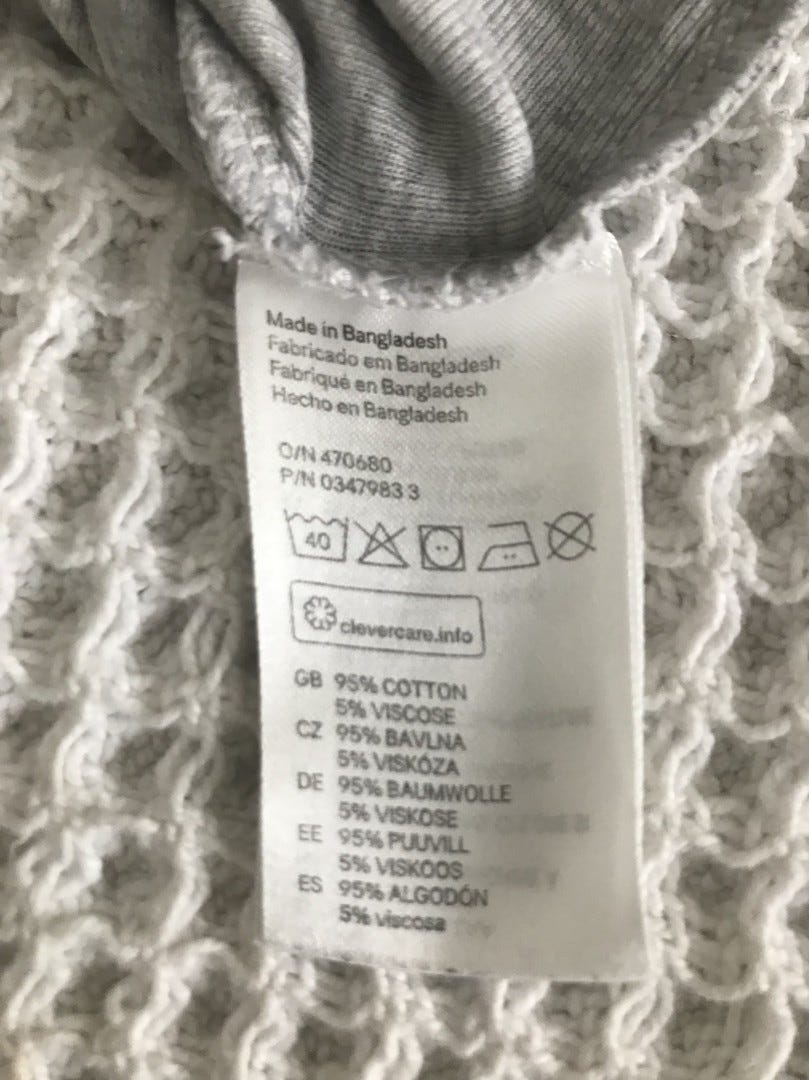 Made in Bangladesh
Fabricado em Bangladesh
Fabriqué en Bangladesh
Hecho en Bangladesh
O/N 470680
P/N 0347983 3
40
clevercare.info
GB 95% COTTON
5% VISCOSE
CZ 95% BAVLNA
5% VISKÓZA
DE 95% BAUMWOLLE
5% VISKOSE
EE 95% PUUVILL
5% VISKOOS
ES 95% ALGODÓN
5% viscosa